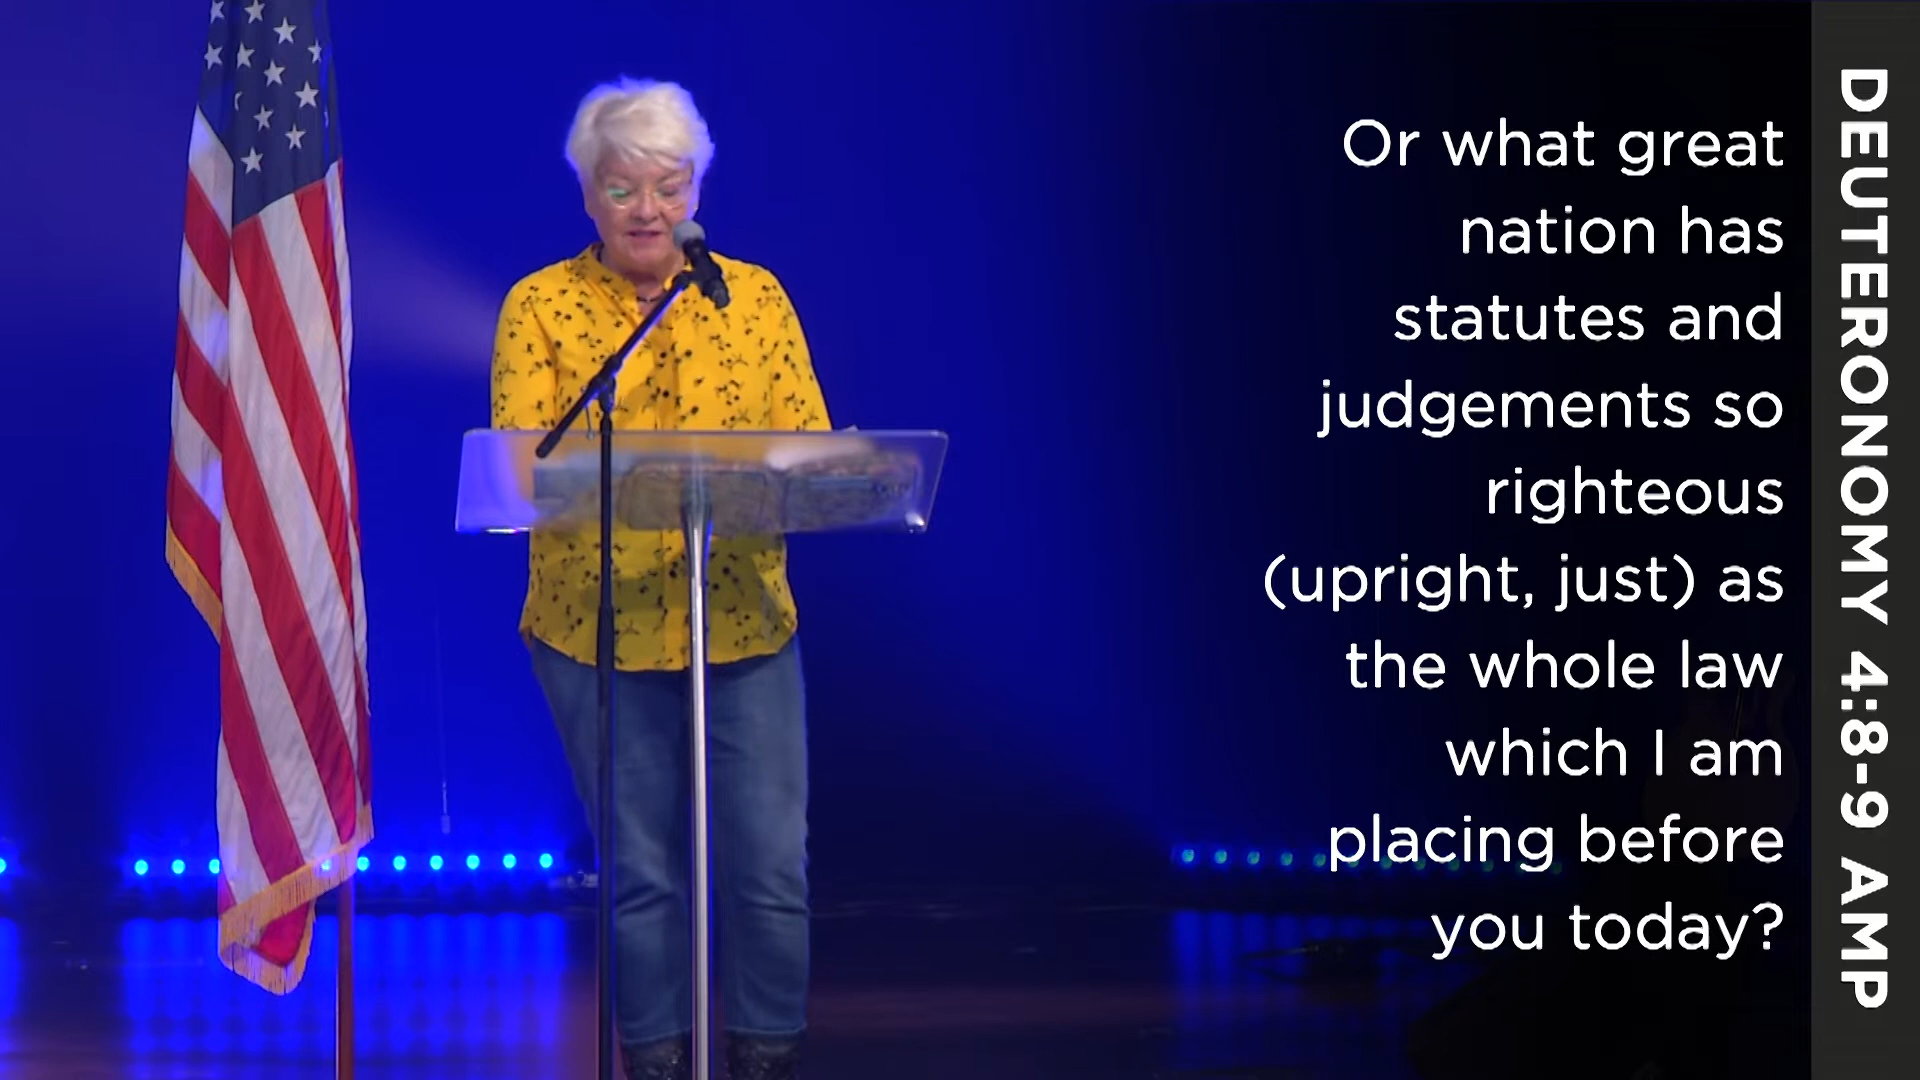 Or what great
nation has
statutes and
judgements so
righteous
(upright, just) as
the whole law
which I am
placing before
you today?
DEUTERONOMY 4:8-9 AMP